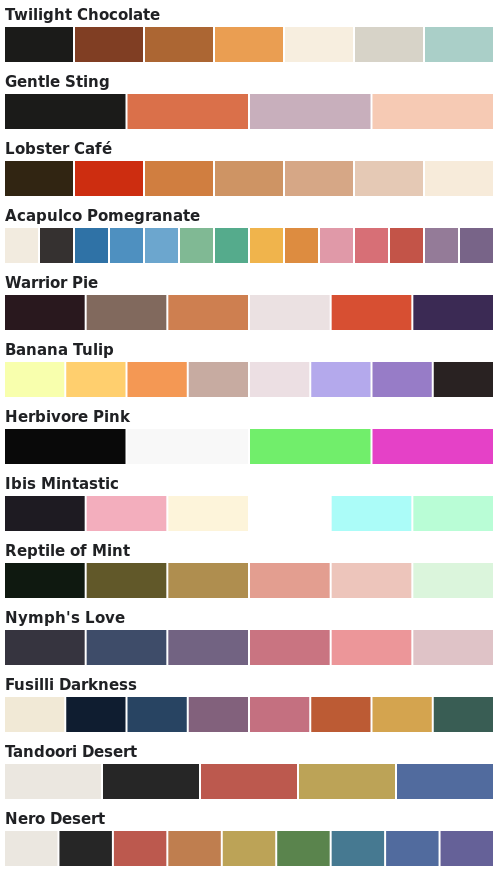 Twilight Chocolate
Gentle Sting
Lobster Café
Acapulco Pomegranate
Warrior Pie
Banana Tulip
Herbivore Pink
Ibis Mintastic
Reptile of Mint
Nymph's Love
Fusilli Darkness
Tandoori Desert
Nero Desert